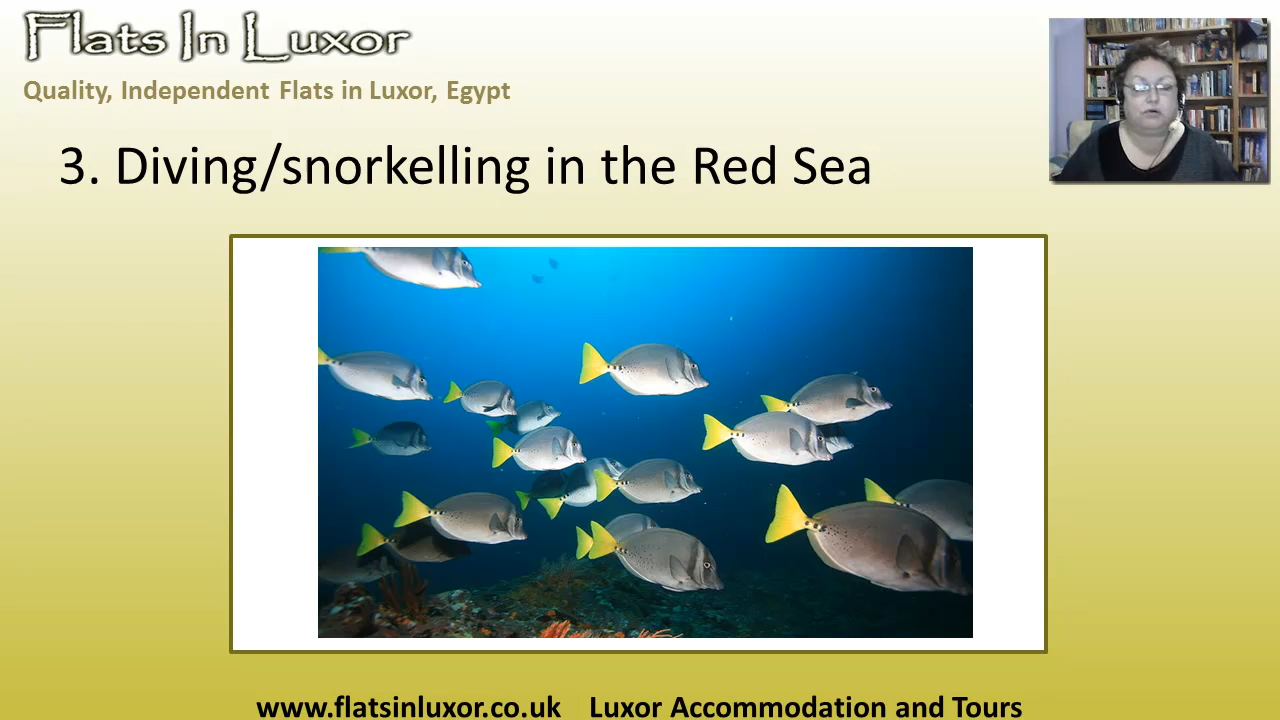 Flats In Luxor
Quality, Independent Flats in Luxor, Egypt
3. Diving/snorkelling in the Red Sea
www.flatsinluxor.co.uk Luxor Accommodation and Tours